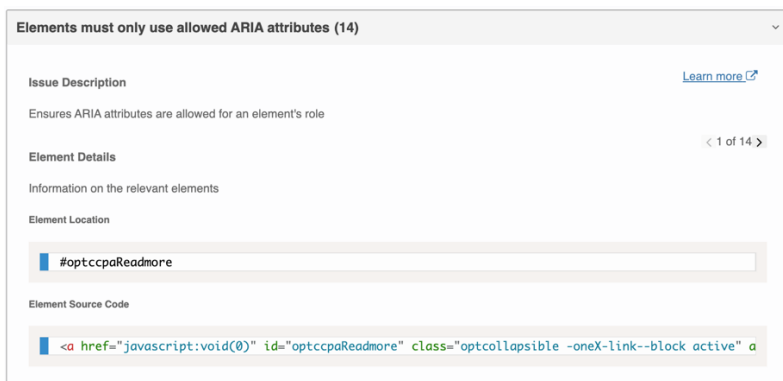 Elements must only use allowed ARIA attributes (14)
Learn more
Issue Description
Ensures ARIA attributes are allowed for an element's role
1 of 14
Element Details
Information on the relevant elements
Element Location
#optccpaReadmore
Element Source Code
<a href="javascript:void(0)" id="optccpaReadmore" class="optcollapsible -oneX-link--block active" a